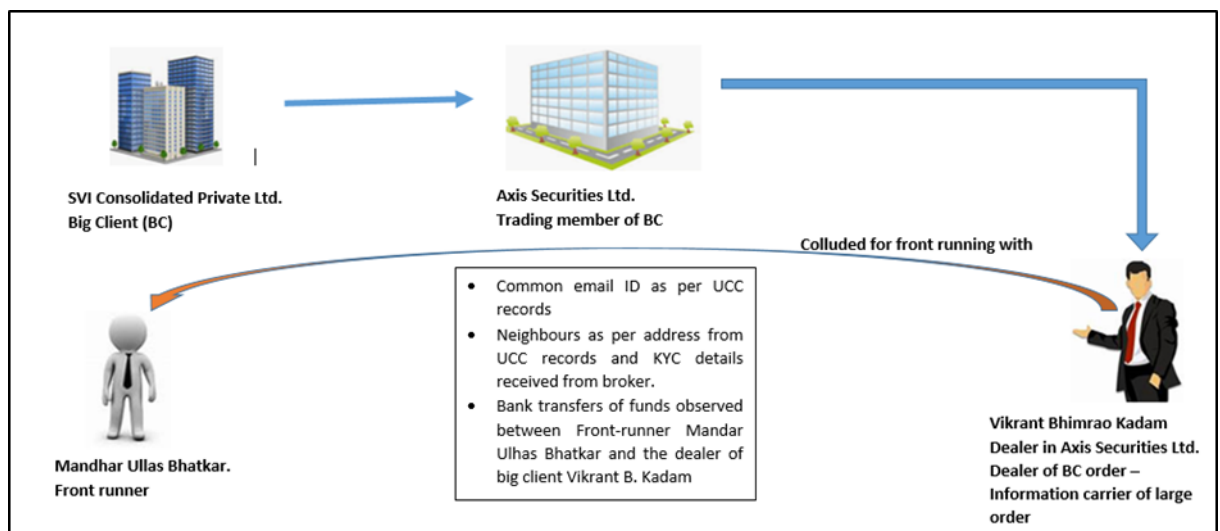 SVI Consolidated Private Ltd.
Big Client (BC)
Axis Securities Ltd.
Trading member of BC
Colluded for front running with
• Common email ID as per UCC
records
• Neighbours as per address from
UCC records and KYC details
received from broker.
• Bank transfers of funds observed
between Front-runner Mandar
Ulhas Bhatkar and the dealer of
big client Vikrant B. Kadam
Mandhar Ullas Bhatkar.
Front runner
Vikrant Bhimrao Kadam
Dealer in Axis Securities Ltd.
Dealer of BC order –
Information carrier of large
order